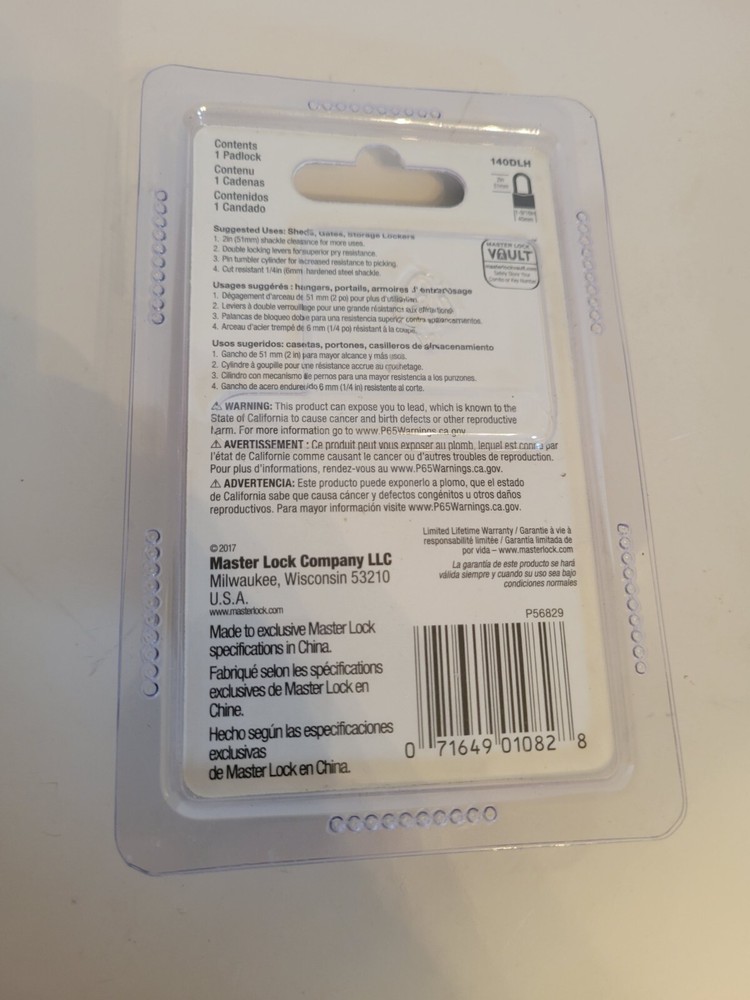 Contents
1 Padlock
Contenu
1 Cadenas
Contenidos
1 Candado
140DLH
MASTER LOCK
VAULT
masterlockvault.com
Suggested Uses: Sheds, Gates, Storage Lockers
1. 2in (51mm) shackle clearance for more uses.
2. Double locking levers for superior pry resistance.
3. Pin tumbler cylinder for increased resistance to picking.
4. Cut resistant 1/4in (6mm) hardened steel shackle.
Usages suggérés : hangars, portails, armoires d'entreposage
1. Dégagement d'arceau de 51 mm (2 po) pour plus d'utilisation.
2. Leviers à double verrouillage pour une grande résistance aux effractions
3. Palancas de bloqueo doble para una resistencia superior contra apalancamientos.
4. Arceau d'acier trempé de 6 mm (1/4 po) résistant à la coupe.
Usos sugeridos: casetas, portones, casilleros de almacenamiento
1. Gancho de 51 mm (2 in) para mayor alcance y más usos.
2. Cylindre à goupille pour une résistance accrue au crochetage.
3. Cilindro con mecanismo de pernos para una mayor resistencia a los punzones.
4. Gancho de acero endurecido 6 mm (1/4 in) resistente al corte.
⚠ WARNING: This product can expose you to lead, which is known to the
State of California to cause cancer and birth defects or other reproductive
harm. For more information go to www.P65Warnings.ca.gov
⚠ AVERTISSEMENT : Ce produit peut vous exposer au plomb, lequel est connu par
l'état de Californie comme causant le cancer ou d'autres troubles de reproduction.
Pour plus d'informations, rendez-vous au www.P65Warnings.ca.gov.
⚠ ADVERTENCIA: Este producto puede exponerlo a plomo, que el estado
de California sabe que causa cáncer y defectos congénitos u otros daños
reproductivos. Para mayor información visite www.P65Warnings.ca.gov.
Limited Lifetime Warranty / Garantie à vie à
responsabilité limitée / Garantía limitada de
por vida – www.masterlock.com
La garantía de este producto se hará
válida siempre y cuando su uso sea bajo
condiciones normales
© 2017
Master Lock Company LLC
Milwaukee, Wisconsin 53210
U.S.A.
www.masterlock.com
Made to exclusive Master Lock
specifications in China.
Fabriqué selon les spécifications
exclusives de Master Lock en
Chine.
Hecho según las especificaciones
exclusivas
de Master Lock en China.
P56829
0 71649 01082 8